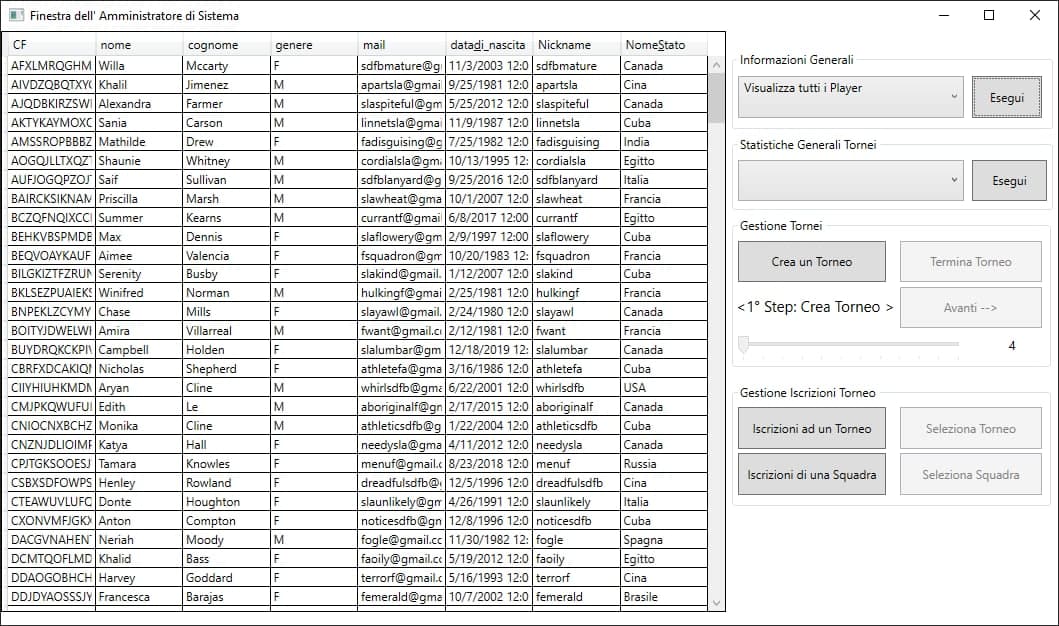 Finestra dell' Amministratore di Sistema
CF nome cognome genere mail datadi_nascita Nickname NomeStato
AFXLMRQGHM Willa Mccarty F sdfbmature@g 11/3/2003 12:0 sdfbmature Canada
AIVDZQBQTXY Khalil Jimenez M apartsla@gmai 9/25/1981 12:0 apartsla Cina
AJQDBKIRZSW Alexandra Farmer M slaspiteful@gm 5/25/2012 12:0 slaspiteful Canada
AKTYKAYMOXC Sania Carson M linnetsla@gmai 11/9/1987 12:0 linnetsla Cuba
AMSSROPBBBZ Mathilde Drew F fadisguising@g 7/25/1982 12:0 fadisguising India
AOGQJLLTXQZT Shaunie Whitney M cordialsla@gm 10/13/1995 12: cordialsla Egitto
AUFJOGQPZOJ Saif Sullivan M sdfblanyard@g 9/25/2016 12:0 sdfblanyard Italia
BAIRCKSIKNAM Priscilla Marsh M slawheat@gma 10/1/2007 12:0 slawheat Francia
BCZQFNQIXCC Summer Kearns M currantf@gmai 6/8/2017 12:00 currantf Egitto
BEHKVBSPMDB Max Dennis F slaflowery@gm 2/9/1997 12:00 slaflowery Cuba
BEQVOAYKAUF Aimee Valencia F fsquadron@gm 10/20/1983 12: fsquadron Francia
BILGKIZTFZRUN Serenity Busby F slakind@gmail. 1/12/2007 12:0 slakind Cuba
BKLSEZPUAIEKS Winifred Norman M hulkingf@gmai 2/25/1981 12:0 hulkingf Francia
BNPEKLZCYMY Chase Mills F slayawl@gmail. 2/24/1980 12:0 slayawl Canada
BOITYJDWELWI Amira Villarreal M fwant@gmail.c 2/12/1981 12:0 fwant Francia
BUYDRQKCKPI Campbell Holden F slalumbar@gm 12/18/2019 12: slalumbar Canada
CBRFXDCAKIQ Nicholas Shepherd F athletefa@gma 3/16/1986 12:0 athletefa Cuba
CIIYHIUHKMD Aryan Cline M whirlsdfb@gma 6/22/2001 12:0 whirlsdfb USA
CMJPKQWUFU Edith Le M aboriginalf@gn 2/17/2015 12:0 aboriginalf Canada
CNIOCNXBCHZ Monika Cline M athleticsdfb@g 1/22/2004 12:0 athleticsdfb Cuba
CNZNJDLIOIMF Katya Hall F needysla@gma 4/11/2012 12:0 needysla Canada
CPJTGKSOOESJ Tamara Knowles F menuf@gmail.c 8/23/2018 12:0 menuf Russia
CSBXSDFOWPS Henley Rowland F dreadfulsdfb@ 12/5/1996 12:0 dreadfulsdfb Cina
CTEAWUVLUFC Donte Houghton F slaunlikely@gm 4/26/1991 12:0 slaunlikely Italia
CXONVMFJGK Anton Compton F noticesdfb@gm 12/8/1996 12:0 noticesdfb Cuba
DACGVNAHEN Neriah Moody M fogle@gmail.cc 11/30/1982 12: fogle Spagna
DCMTQOFLMD Khalid Bass F faoily@gmail.c 5/19/2012 12:0 faoily Egitto
DDAOGOBHCH Harvey Goddard F terrorf@gmail.c 5/16/1993 12:0 terrorf Cina
DDJDYAOSSSJY Francesca Barajas F femerald@gma 10/7/2002 12:0 femerald Brasile
Informazioni Generali
Visualizza tutti i Player
Esegui
Statistiche Generali Tornei
Esegui
Gestione Tornei
Crea un Torneo Termina Torneo
<1° Step: Crea Torneo > Avanti -->
4
Gestione Iscrizioni Torneo
Iscrizioni ad un Torneo Seleziona Torneo
Iscrizioni di una Squadra Seleziona Squadra